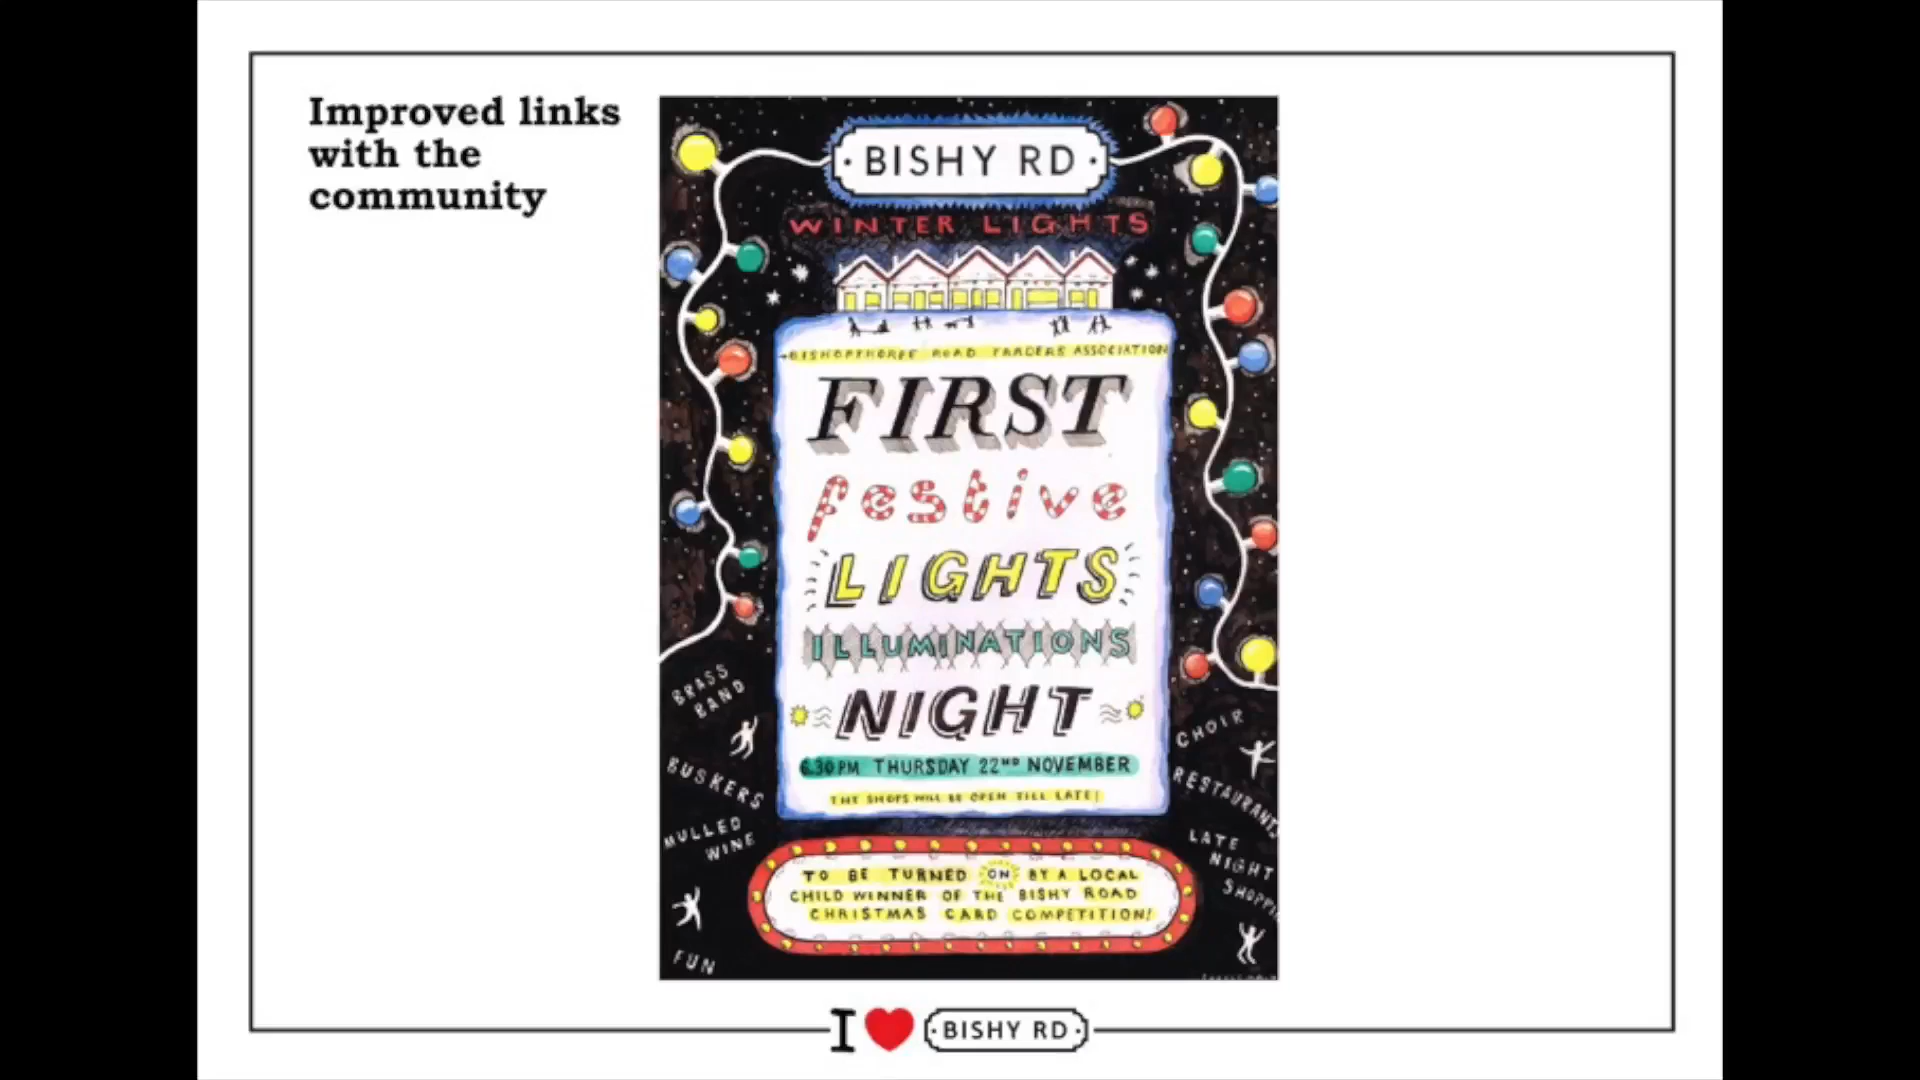 Improved links
with the
community
· BISHY RD ·
WINTER LIGHTS
BISHOPTHORPE ROAD TRADERS ASSOCIATION
FIRST
festive
LIGHTS
ILLUMINATIONS
NIGHT
6.30PM THURSDAY 22ND NOVEMBER
THE SHOPS WILL BE OPEN TILL LATE!
BRASS
BAND
BUSKERS
MULLED
WINE
FUN
CHOIR
RESTAURANTS
LATE
NIGHT
SHOPPI
TO BE TURNED ON BY A LOCAL
CHILD WINNER OF THE BISHY ROAD
CHRISTMAS CARD COMPETITION!
I ♥ · BISHY RD ·